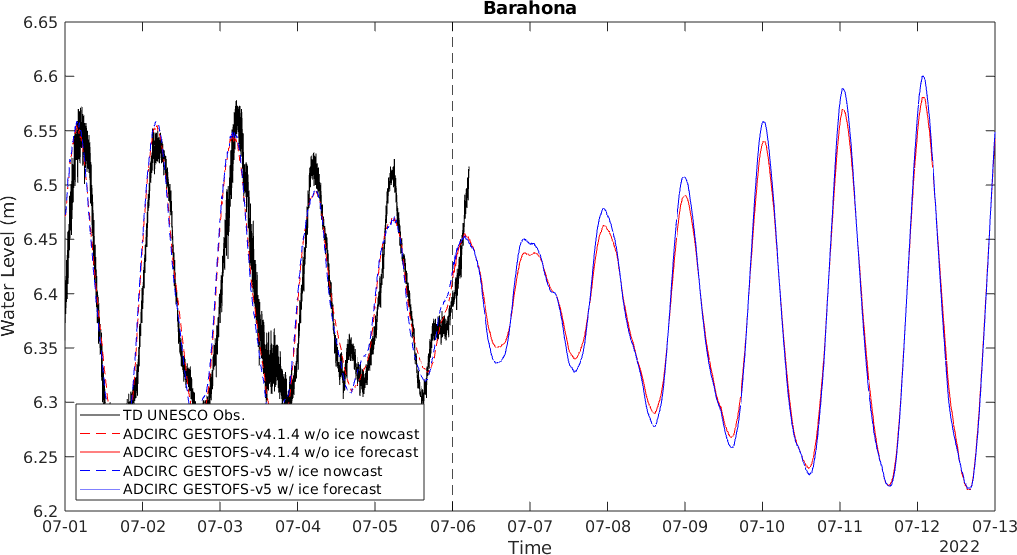 Barahona
Water Level (m)
6.65
6.6
6.55
6.5
6.45
6.4
6.35
6.3
6.25
6.2
TD UNESCO Obs.
ADCIRC GESTOFS-v4.1.4 w/o ice nowcast
ADCIRC GESTOFS-v4.1.4 w/o ice forecast
ADCIRC GESTOFS-v5 w/ ice nowcast
ADCIRC GESTOFS-v5 w/ ice forecast
07-01 07-02 07-03 07-04 07-05 07-06 07-07 07-08 07-09 07-10 07-11 07-12 07-13
Time
2022